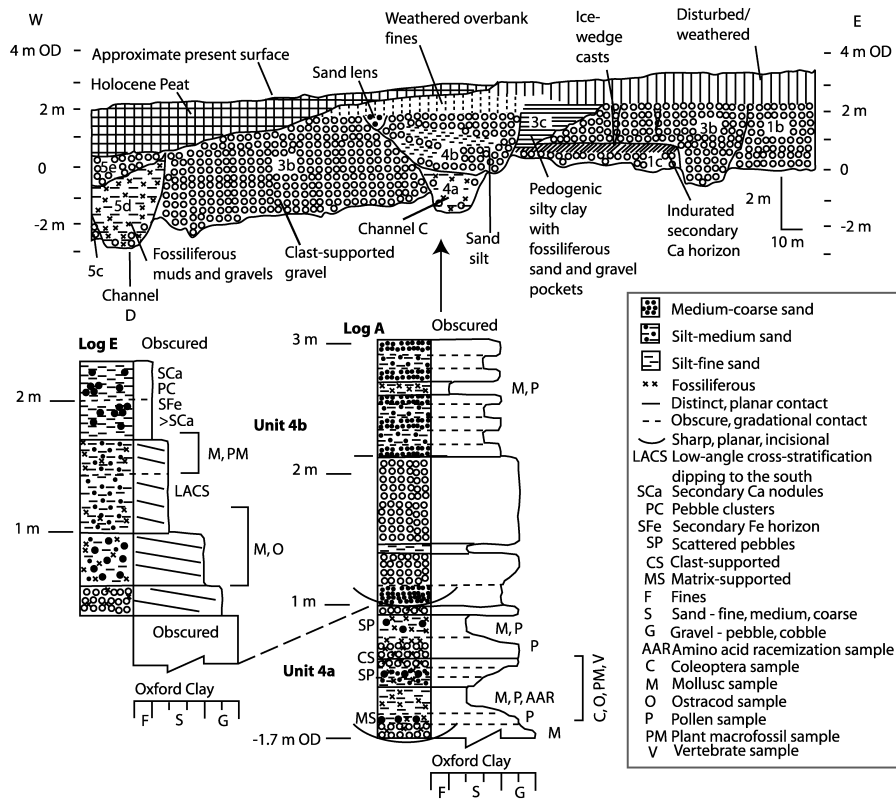 W
E
4 m OD
2 m
0
-2 m
Approximate present surface
Holocene Peat
Sand lens
Weathered overbank
fines
Ice-
wedge
casts
Disturbed/
weathered
4 m OD
2 m
0
-2 m
3b
4b
4a
3c
1c
3b
1b
5d
5c
Channel
D
Fossiliferous
muds and gravels
Clast-supported
gravel
Channel C
Sand
silt
Pedogenic
silty clay
with
fossiliferous
sand and gravel
pockets
Indurated
secondary
Ca horizon
2 m
10 m
Log E
Obscured
2 m
1 m
SCa
PC
SFe
>SCa
M, PM
LACS
M, O
Obscured
Oxford Clay
F S G
Log A
Obscured
3 m
Unit 4b
2 m
1 m
Unit 4a
-1.7 m OD
M, P
SP
M, P
P
CS
SP
M, P, AAR
MS
P
M
C, O, PM, V
Oxford Clay
F S G
Medium-coarse sand
Silt-medium sand
Silt-fine sand
Fossiliferous
Distinct, planar contact
Obscure, gradational contact
Sharp, planar, incisional
LACS Low-angle cross-stratification
dipping to the south
SCa Secondary Ca nodules
PC Pebble clusters
SFe Secondary Fe horizon
SP Scattered pebbles
CS Clast-supported
MS Matrix-supported
F Fines
S Sand - fine, medium, coarse
G Gravel - pebble, cobble
AAR Amino acid racemization sample
C Coleoptera sample
M Mollusc sample
O Ostracod sample
P Pollen sample
PM Plant macrofossil sample
V Vertebrate sample